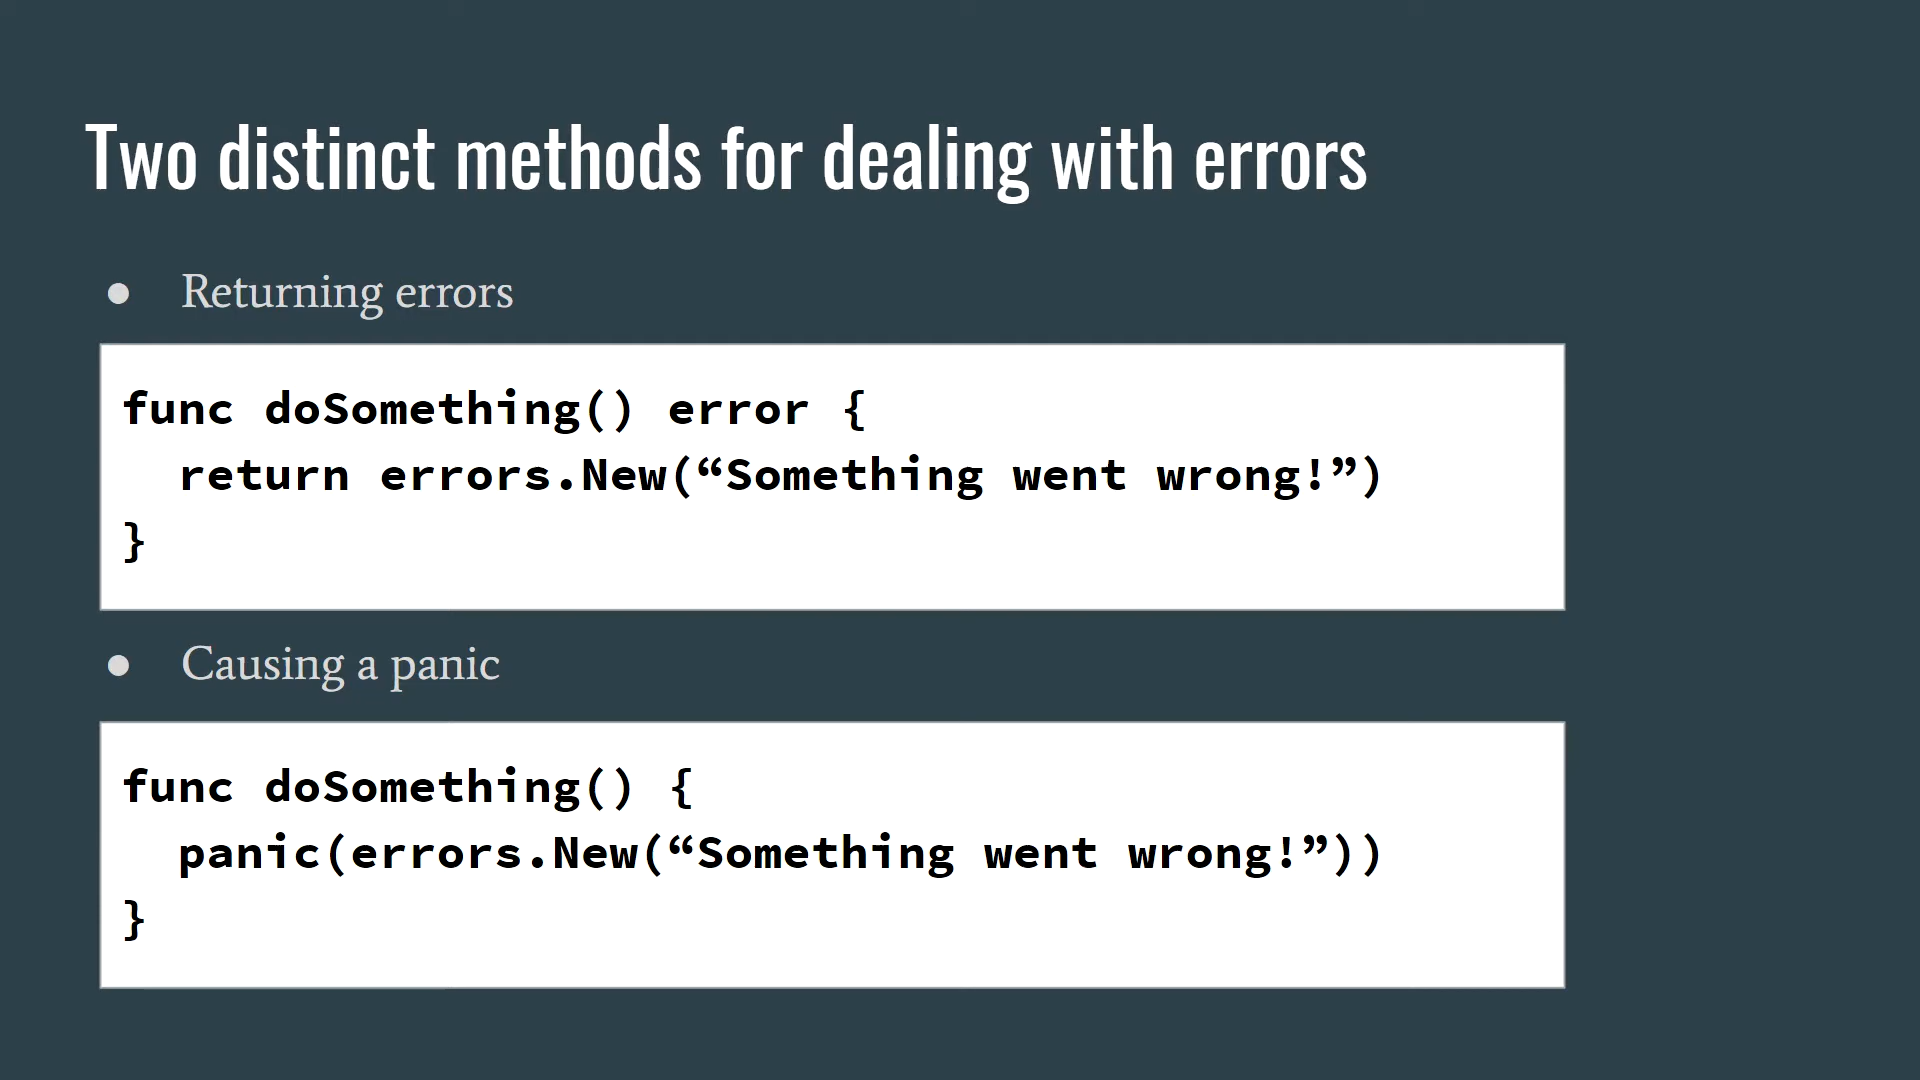 Two distinct methods for dealing with errors
● Returning errors
func doSomething() error {
  return errors.New(“Something went wrong!”)
}
● Causing a panic
func doSomething() {
  panic(errors.New(“Something went wrong!”))
}